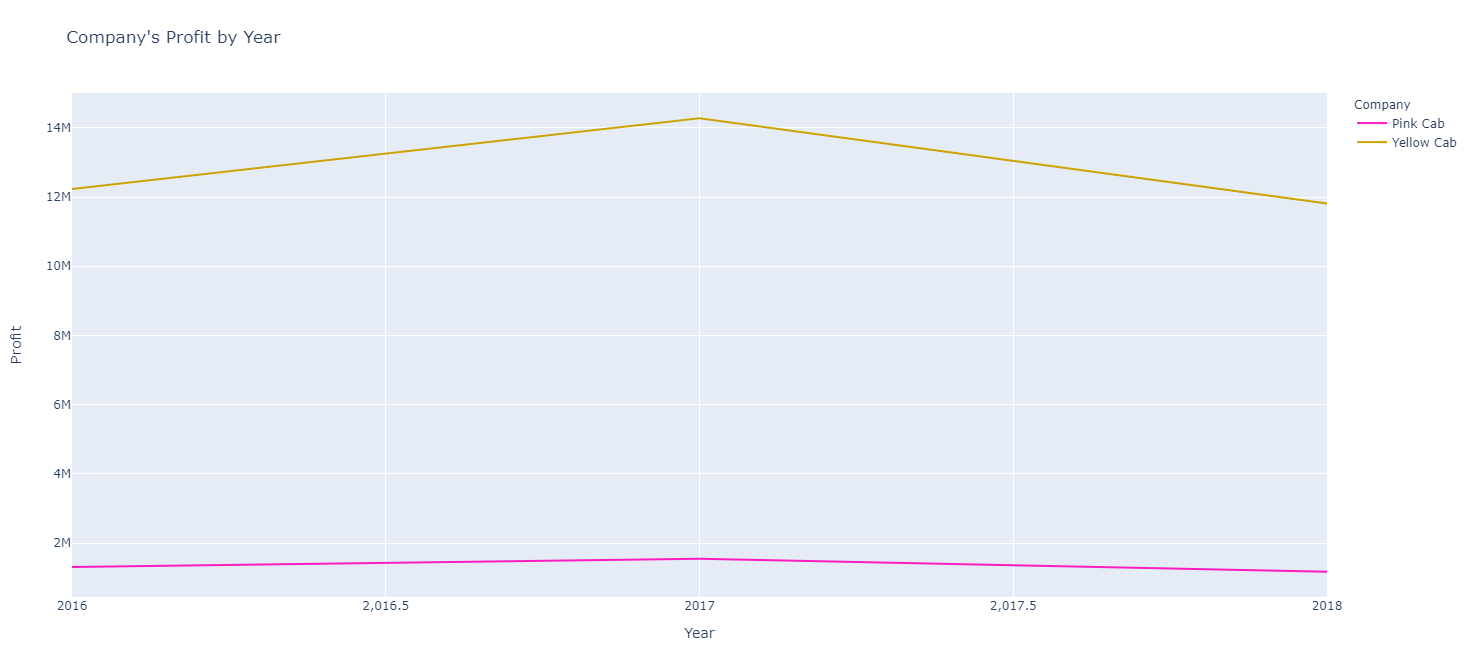 Company's Profit by Year
Company
Pink Cab
Yellow Cab
14M
12M
10M
8M
6M
4M
2M
Profit
2016
2,016.5
2017
2,017.5
2018
Year